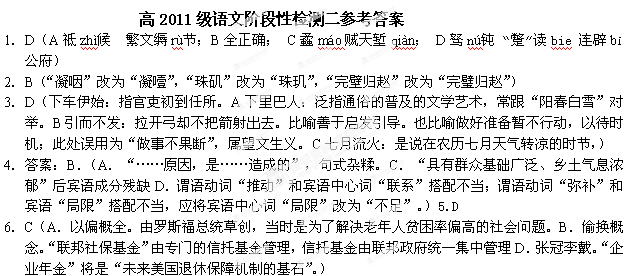 高 2011 级语文阶段性检测二参考答案
1. D（A 祗 zhì候 繁文缛 rù节；B 全正确； C 蟊 máo贼天堑 qiàn； D 驽 nú钝 “蹩”读 bie 连辟 bì
公府）
2. B（“凝咽”改为“凝噎”，“珠矶”改为“珠玑”，“完壁归赵”改为“完璧归赵”）
3. D（下车伊始：指官吏初到任所。A 下里巴人：泛指通俗的普及的文学艺术，常跟“阳春白雪”对
举。B 引而不发：拉开弓却不把箭射出去。比喻善于启发引导。也比喻做好准备暂不行动，以待时
机；此处误用为“做事不果断”，属望文生义。C 七月流火：是说在农历七月天气转凉的时节，）
4. 答案：B.（A. “……原因，是……造成的”，句式杂糅。C. “具有群众基础广泛、乡土气息浓
郁”后宾语成分残缺 D. 谓语动词“推动”和宾语中心词“联系”搭配不当；谓语动词“弥补”和
宾语“局限”搭配不当，应将宾语中心词“局限”改为“不足”。）5.D
6. C（A. 以偏概全。由罗斯福总统草创，当时是为了解决老年人贫困率偏高的社会问题。B. 偷换概
念。“联邦社保基金”由专门的信托基金管理，信托基金由联邦政府统一集中管理 D. 张冠李戴。“企
业年金”将是“未来美国退休保障机制的基石”。）